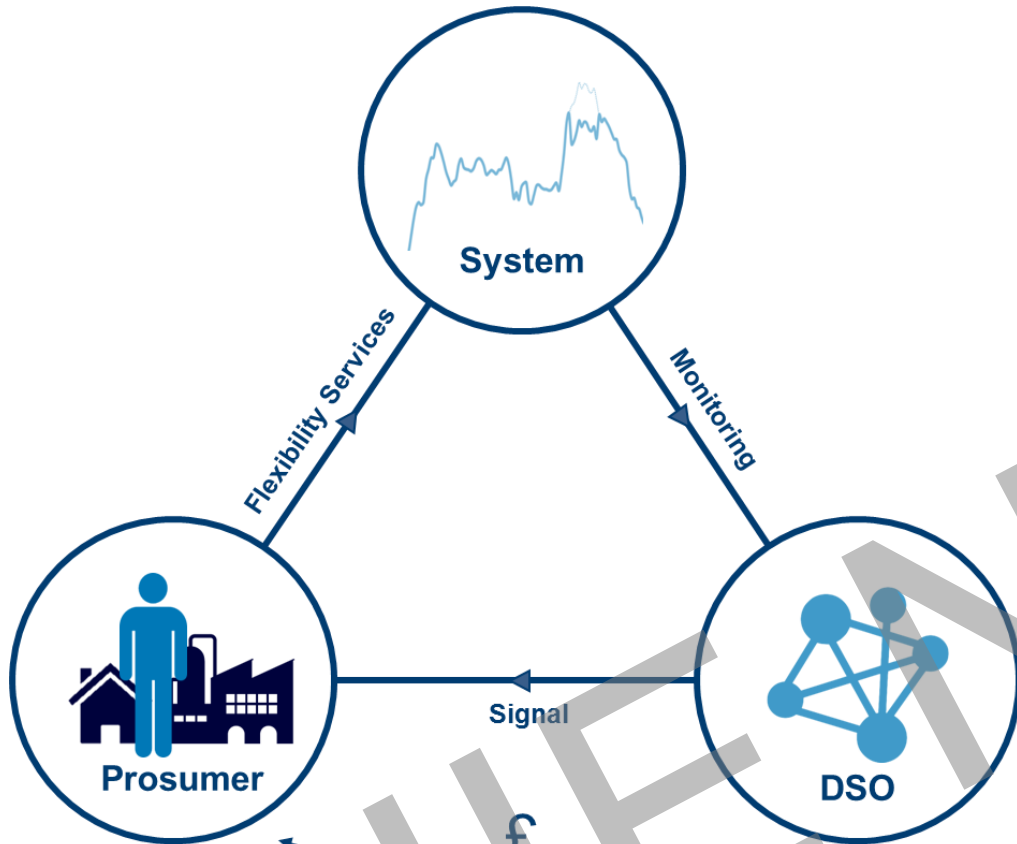 System
Flexibility Services
Monitoring
Signal
Prosumer
DSO
£